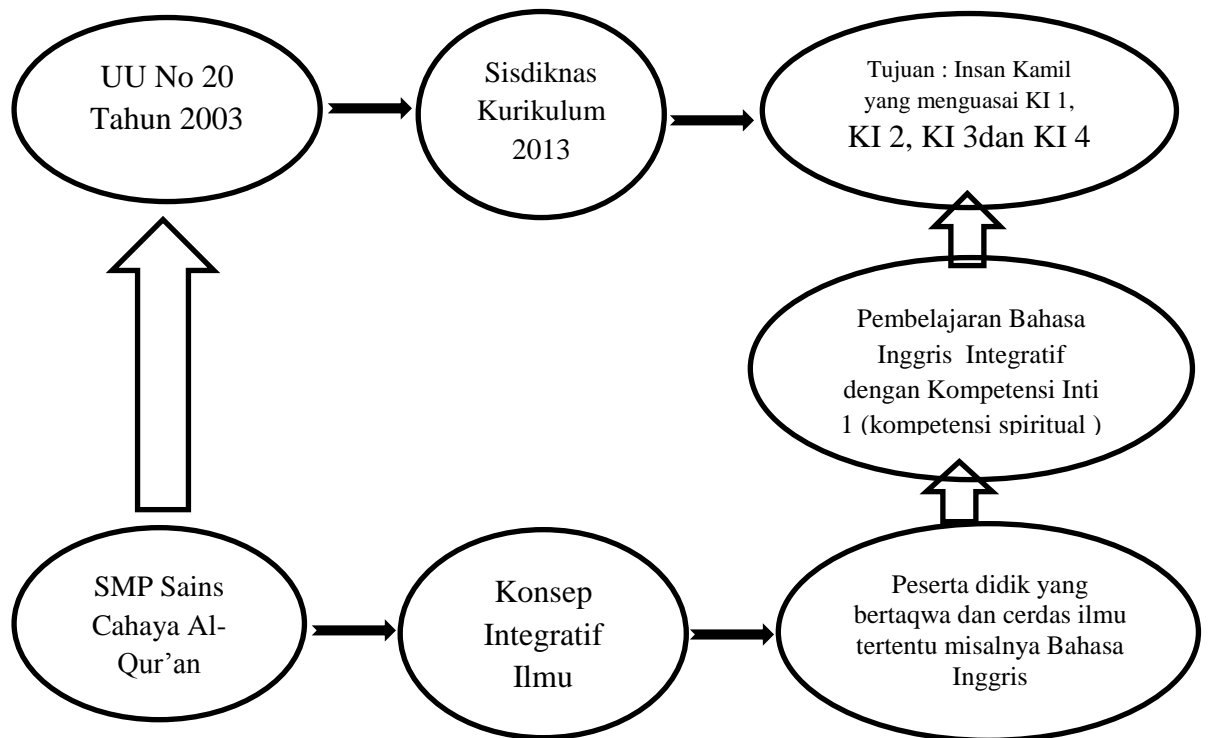 UU No 20
Tahun 2003
Sisdiknas
Kurikulum
2013
Tujuan : Insan Kamil
yang menguasai KI 1,
KI 2, KI 3dan KI 4
Pembelajaran Bahasa
Inggris Integratif
dengan Kompetensi Inti
1 (kompetensi spiritual )
SMP Sains
Cahaya Al-
Qur’an
Konsep
Integratif
Ilmu
Peserta didik yang
bertaqwa dan cerdas ilmu
tertentu misalnya Bahasa
Inggris